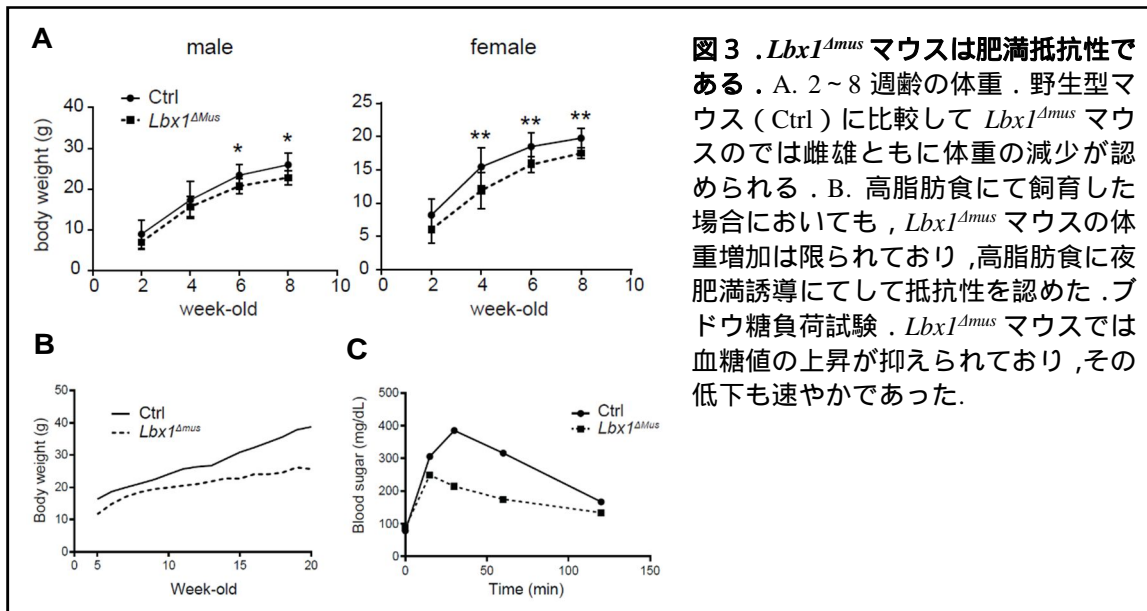 A
male
female
Ctrl
Lbx1ΔMus
body weight (g)
40
30
20
10
0
* *
0 2 4 6 8 10
week-old
25
20
15
10
5
0
** ** **
0 2 4 6 8 10
week-old
B
Ctrl
Lbx1Δmus
Body weight (g)
50
40
30
20
10
0
0 5 10 15 20
Week-old
C
Ctrl
Lbx1ΔMus
Blood sugar (mg/dL)
500
400
300
200
100
0
0 50 100 150
Time (min)
図3．Lbx1Δmus マウスは肥満抵抗性で
ある．A. 2~8 週齢の体重．野生型マ
ウス（Ctrl）に比較して Lbx1Δmus マウ
スのでは雌雄ともに体重の減少が認
められる．B. 高脂肪食にて飼育した
場合においても，Lbx1Δmus マウスの体
重増加は限られており，高脂肪食に夜
肥満誘導にてして抵抗性を認めた．ブ
ドウ糖負荷試験．Lbx1Δmus マウスでは
血糖値の上昇が抑えられており，その
低下も速やかであった.